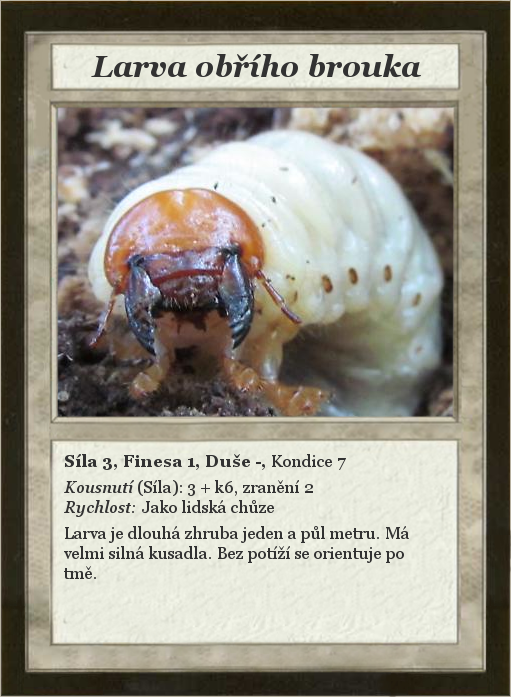 Larva obřího brouka
Síla 3, Finesa 1, Duše -, Kondice 7
Kousnutí (Síla): 3 + k6, zranění 2
Rychlost: Jako lidská chůze
Larva je dlouhá zhruba jeden a půl metru. Má
velmi silná kusadla. Bez potíží se orientuje po
tmě.